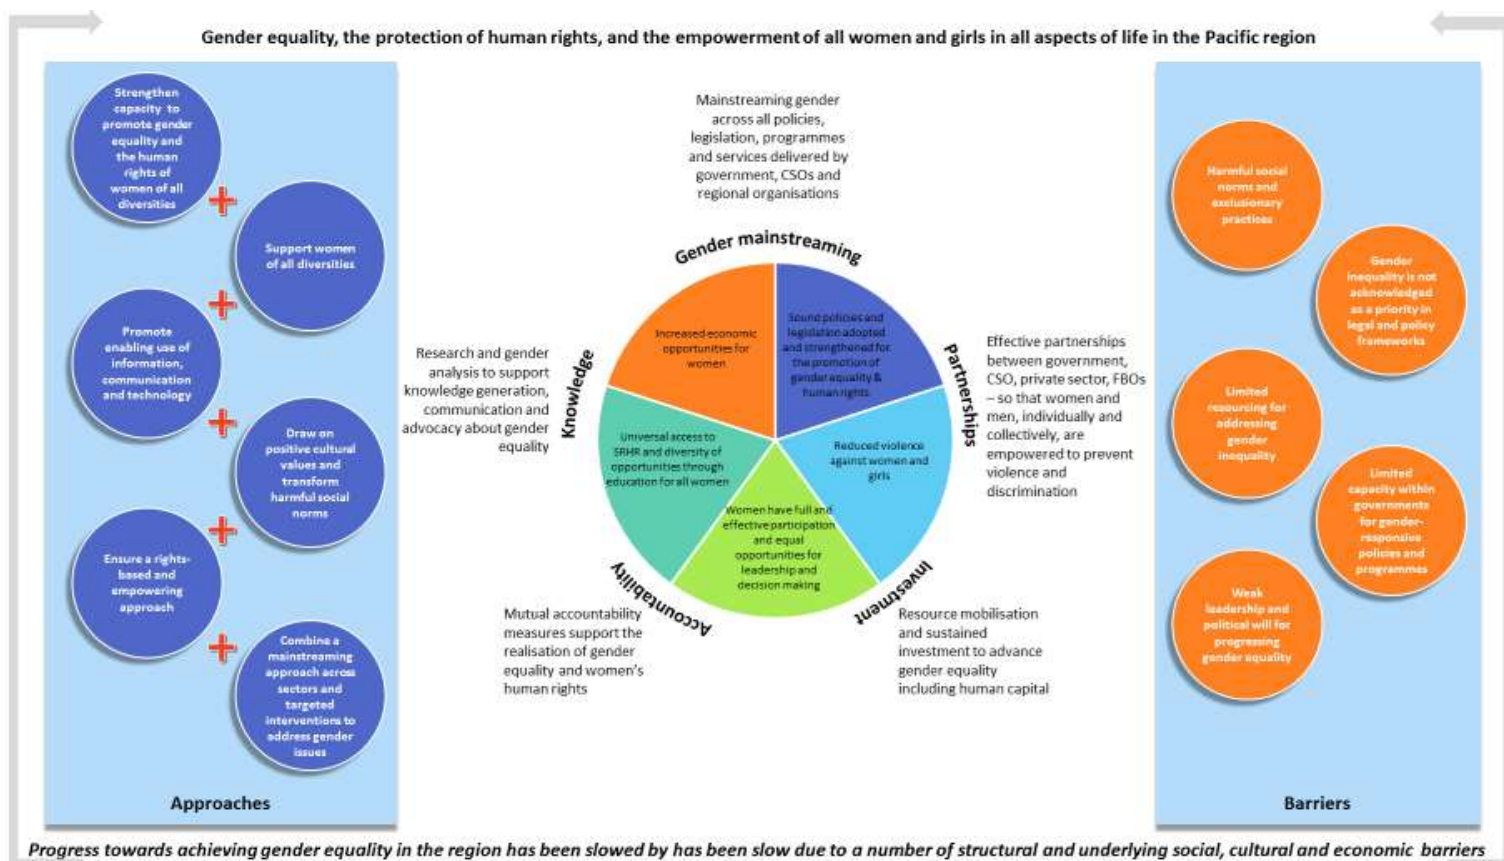 Gender equality, the protection of human rights, and the empowerment of all women and girls in all aspects of life in the Pacific region
Strengthen
capacity to
promote gender
equality and
the human
rights of
women of all
diversities
Support women
of all diversities
Promote
enabling use of
information,
communication
and technology
Draw on
positive cultural
values and
transform
harmful social
norms
Ensure a rights-
based and
empowering
approach
Combine a
mainstreaming
approach across
sectors and
targeted
interventions to
address gender
issues
Approaches
Mainstreaming gender
across all policies,
legislation, programmes
and services delivered by
government, CSOs and
regional organisations
Gender mainstreaming
Increased economic
opportunities for
women
Sound policies and
legislation adopted
and strengthened for
the promotion of
gender equality &
human rights
Research and gender
analysis to support
knowledge generation,
communication and
advocacy about gender
equality
Knowledge
Partnerships
Effective partnerships
between government,
CSO, private sector, FBOs
– so that women and
men, individually and
collectively, are
empowered to prevent
violence and
discrimination
Universal access to
SRHR and diversity of
opportunities through
education for all women
Reduced violence
against women and
girls
Women have full and
effective participation
and equal
opportunities for
leadership and
decision making
Accountability
Mutual accountability
measures support the
realisation of gender
equality and women's
human rights
Investment
Resource mobilisation
and sustained
investment to advance
gender equality
including human capital
Harmful social
norms and
exclusionary
practices
Gender
inequality is not
acknowledged
as a priority in
legal and policy
frameworks
Limited
resourcing for
addressing
gender
inequality
Limited
capacity within
governments
for gender-
responsive
policies and
programmes
Weak
leadership and
political will for
progressing
gender equality
Barriers
Progress towards achieving gender equality in the region has been slowed by has been slow due to a number of structural and underlying social, cultural and economic barriers